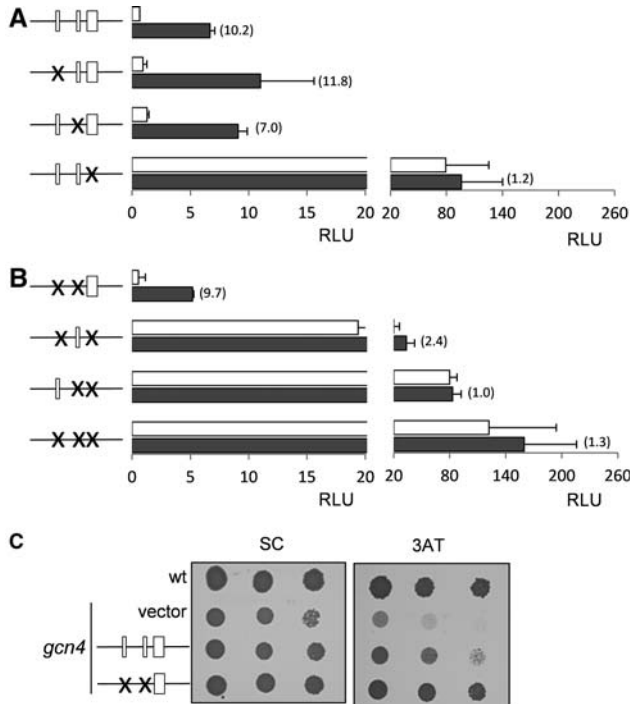 A
(10.2)
X
(11.8)
X
(7.0)
X
(1.2)
0 5 10 15 20 20 80 140 200 260
RLU RLU
B
X X
(9.7)
X X
(2.4)
X X
(1.0)
X X X
(1.3)
0 5 10 15 20 20 80 140 200 260
RLU RLU
C
SC 3AT
wt
vector
gcn4
X X